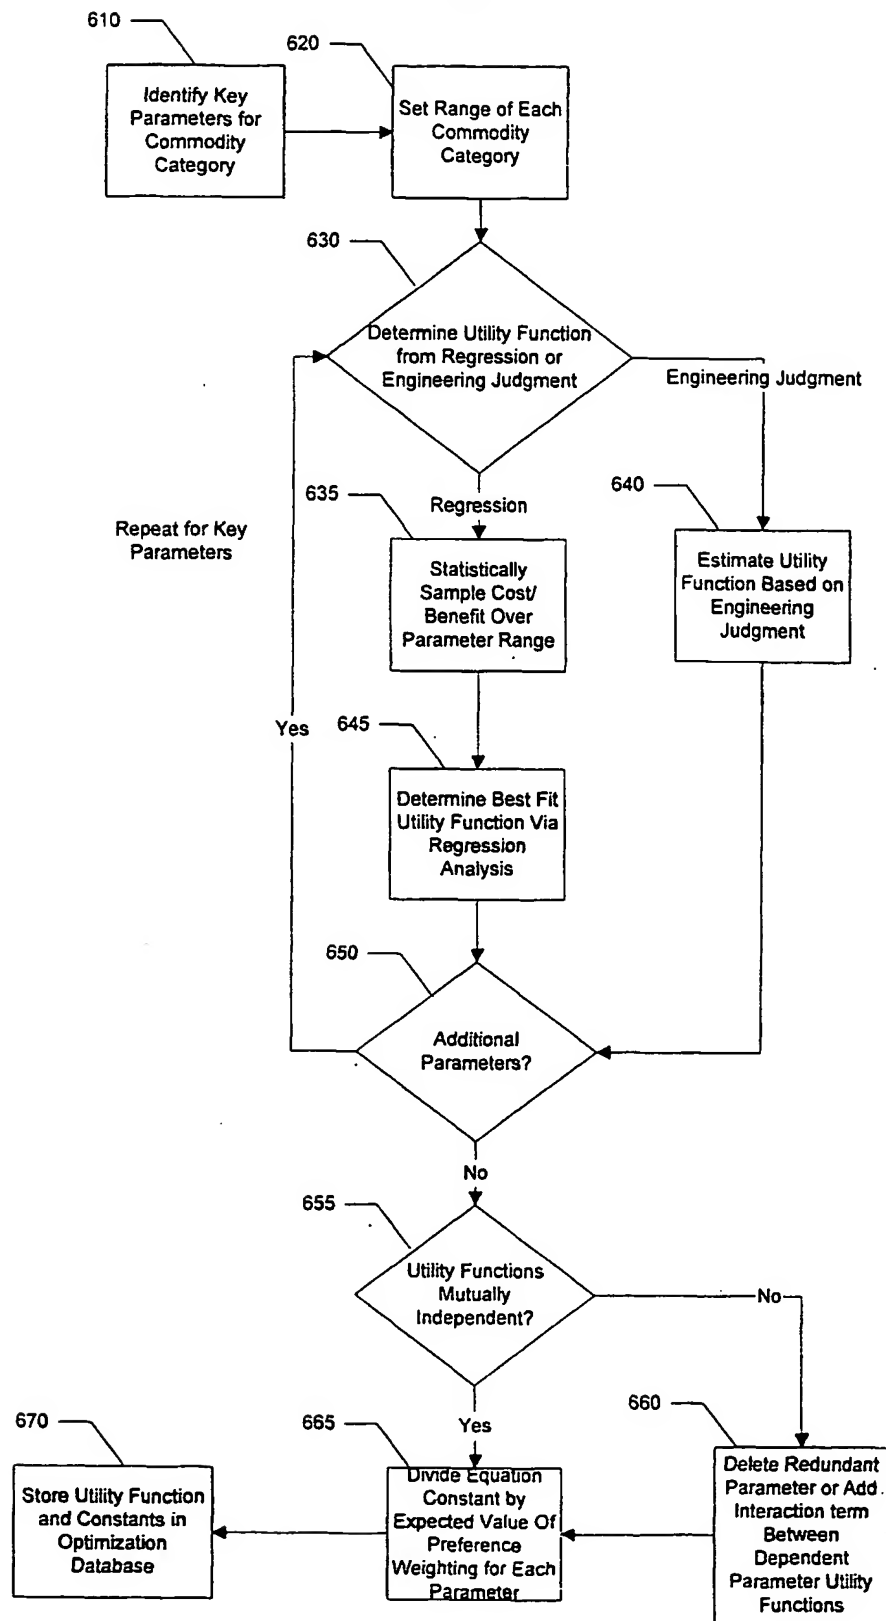 610
Identify Key
Parameters for
Commodity
Category
620
Set Range of Each
Commodity
Category
630
Determine Utility Function
from Regression or
Engineering Judgment
Engineering Judgment
Regression
635
Statistically
Sample Cost/
Benefit Over
Parameter Range
640
Estimate Utility
Function Based on
Engineering
Judgment
Repeat for Key
Parameters
Yes
645
Determine Best Fit
Utility Function Via
Regression
Analysis
650
Additional
Parameters?
No
655
Utility Functions
Mutually
Independent?
No
Yes
660
Delete Redundant
Parameter or Add
Interaction term
Between
Dependent
Parameter Utility
Functions
665
Divide Equation
Constant by
Expected Value Of
Preference
Weighting for Each
Parameter
670
Store Utility Function
and Constants in
Optimization
Database